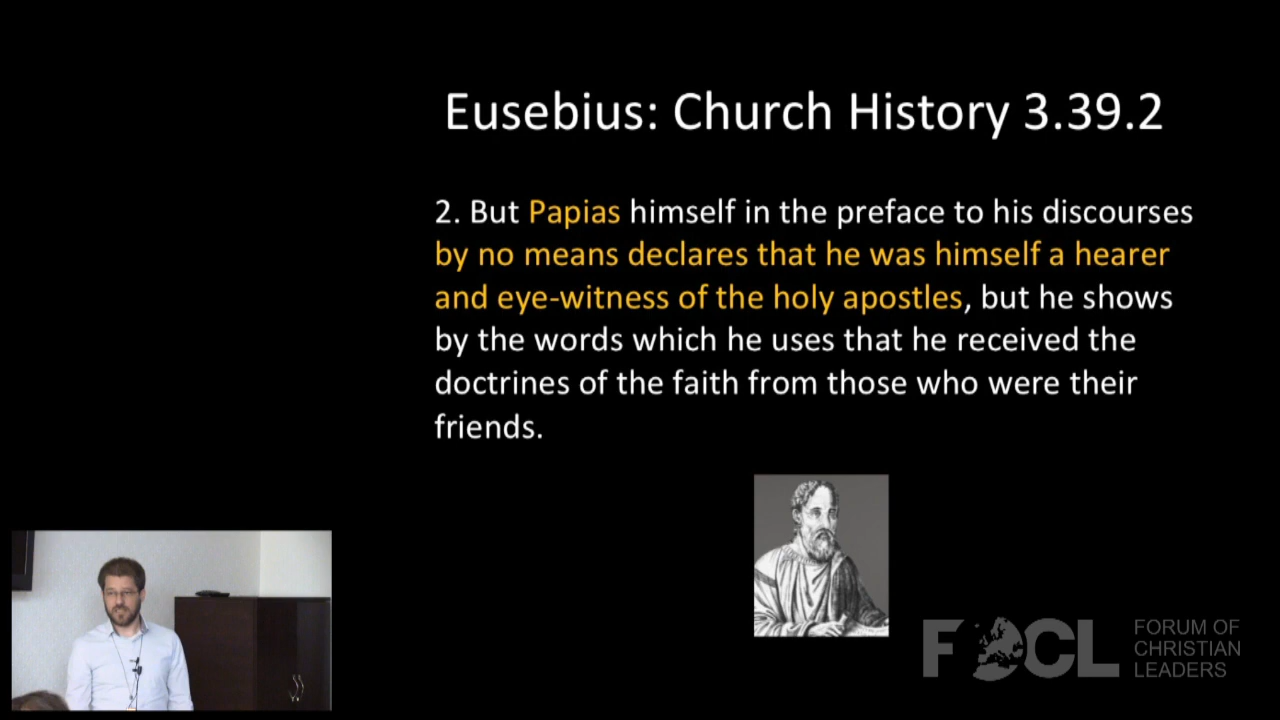 Eusebius: Church History 3.39.2
2. But Papias himself in the preface to his discourses
by no means declares that he was himself a hearer
and eye-witness of the holy apostles, but he shows
by the words which he uses that he received the
doctrines of the faith from those who were their
friends.
FOCL
FORUM OF
CHRISTIAN
LEADERS